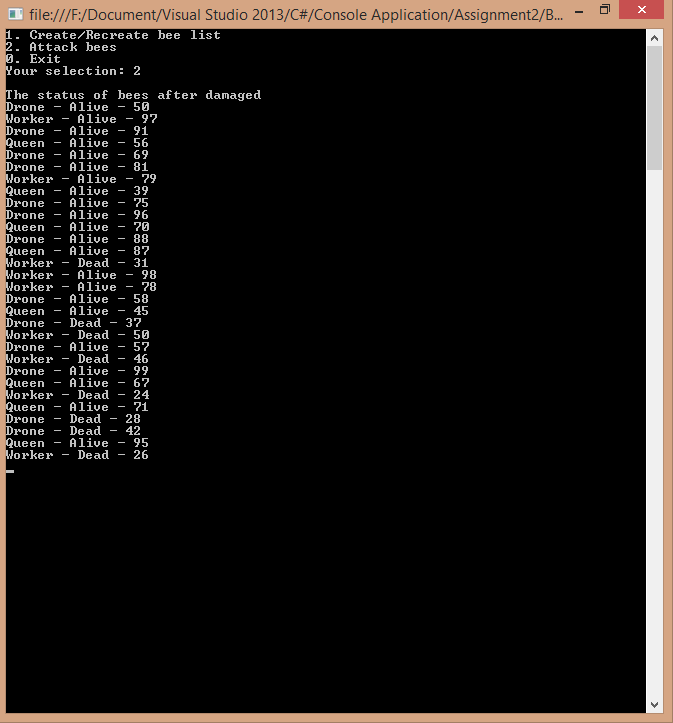 file:///F:/Document/Visual Studio 2013/C#/Console Application/Assignment2/B...
1. Create/Recreate bee list
2. Attack bees
0. Exit
Your selection: 2
The status of bees after damaged
Drone - Alive - 50
Worker - Alive - 97
Drone - Alive - 91
Queen - Alive - 56
Drone - Alive - 69
Drone - Alive - 81
Worker - Alive - 79
Queen - Alive - 39
Drone - Alive - 75
Drone - Alive - 96
Queen - Alive - 70
Drone - Alive - 88
Queen - Alive - 87
Worker - Dead - 31
Worker - Alive - 98
Worker - Alive - 78
Drone - Alive - 58
Queen - Alive - 45
Drone - Dead - 37
Worker - Dead - 50
Drone - Alive - 57
Worker - Dead - 46
Drone - Alive - 99
Queen - Alive - 67
Worker - Dead - 24
Queen - Alive - 71
Drone - Dead - 28
Drone - Dead - 42
Queen - Alive - 95
Worker - Dead - 26